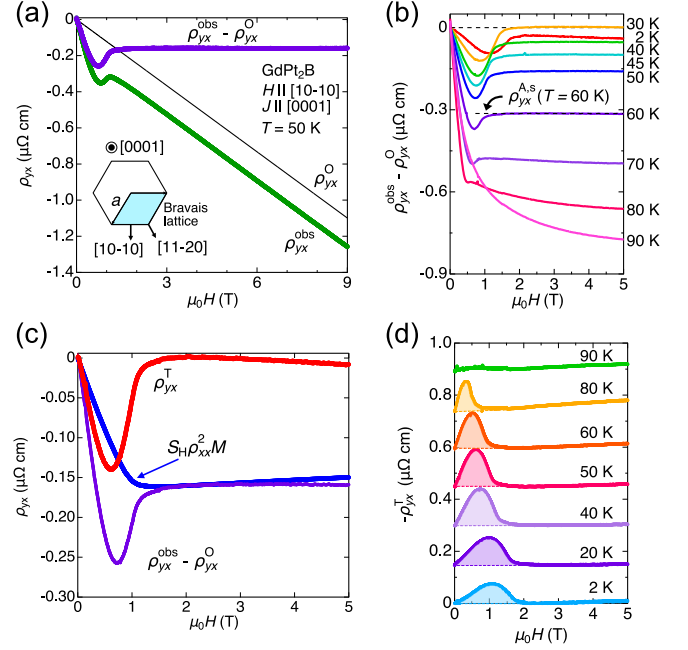 (a)
0
-0.2
-0.4
-0.6
-0.8
-1.0
-1.2
-1.4
ρyx (μΩ cm)
ρyx^obs - ρyx^O
GdPt₂B
H II [10-10]
J II [0001]
T = 50 K
[0001]
a
Bravais
lattice
[10-10]
[11-20]
ρyx^O
ρyx^obs
0 3 6 9
μ₀H (T)
(b)
0
-0.3
-0.6
-0.9
ρyx^obs - ρyx^O (μΩ cm)
30 K
2 K
40 K
45 K
50 K
60 K
70 K
80 K
90 K
ρyx^A,s (T = 60 K)
0 1 2 3 4 5
μ₀H (T)
(c)
0
-0.05
-0.10
-0.15
-0.20
-0.25
-0.30
ρyx (μΩ cm)
ρyx^T
S_Hρxx²M
ρyx^obs - ρyx^O
0 1 2 3 4 5
μ₀H (T)
(d)
1.0
0.8
0.6
0.4
0.2
0
-ρyx^T (μΩ cm)
90 K
80 K
60 K
50 K
40 K
20 K
2 K
0 1 2 3 4 5
μ₀H (T)